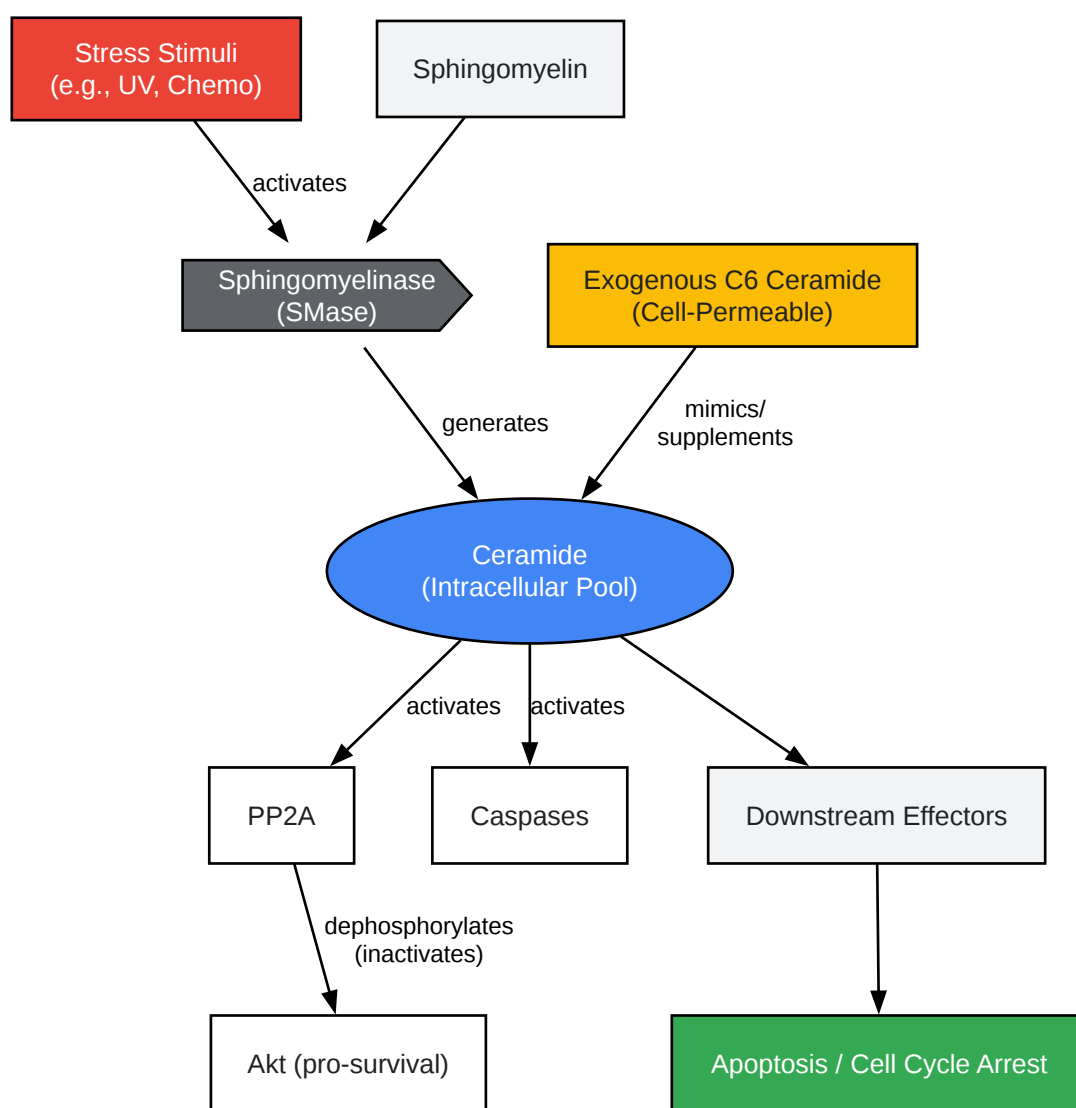 Stress Stimuli
(e.g., UV, Chemo)
Sphingomyelin
activates
Sphingomyelinase
(SMase)
Exogenous C6 Ceramide
(Cell-Permeable)
generates
mimics/
supplements
Ceramide
(Intracellular Pool)
activates
activates
PP2A
Caspases
Downstream Effectors
dephosphorylates
(inactivates)
Akt (pro-survival)
Apoptosis / Cell Cycle Arrest